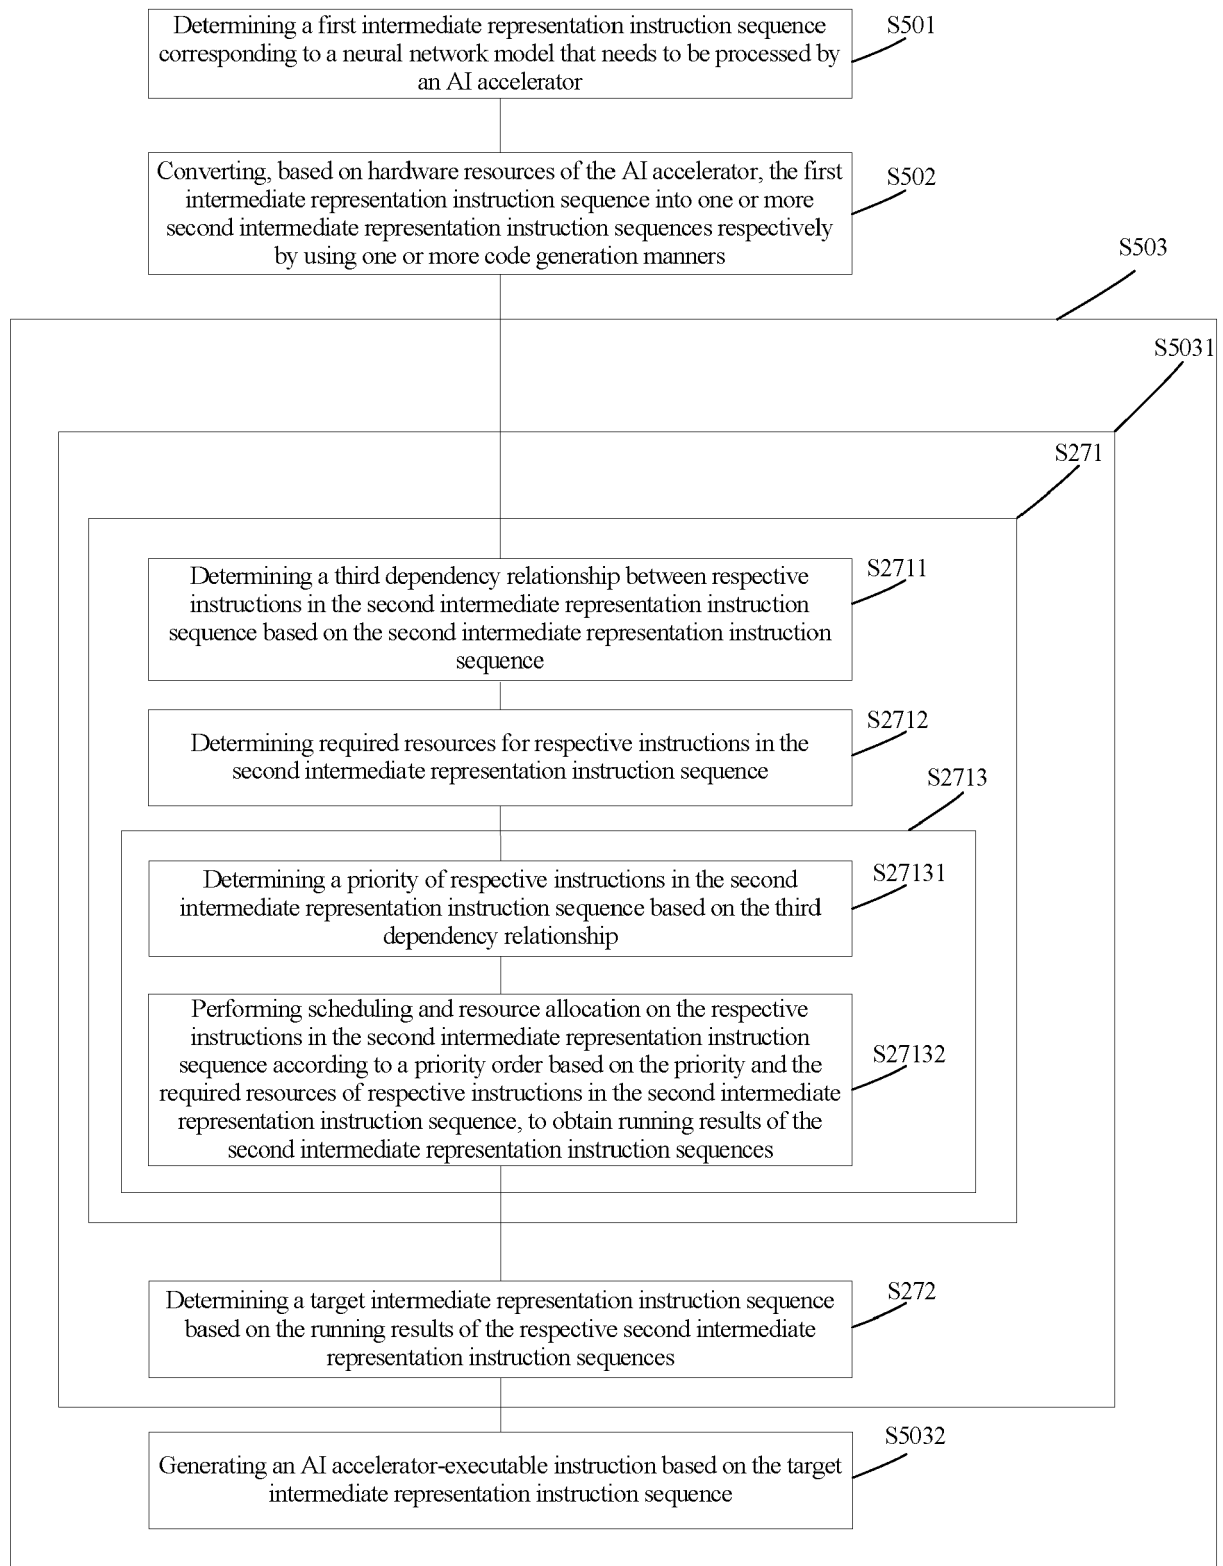 Determining a first intermediate representation instruction sequence
corresponding to a neural network model that needs to be processed by
an AI accelerator
S501
Converting, based on hardware resources of the AI accelerator, the first
intermediate representation instruction sequence into one or more
second intermediate representation instruction sequences respectively
by using one or more code generation manners
S502
S503
S5031
S271
Determining a third dependency relationship between respective
instructions in the second intermediate representation instruction
sequence based on the second intermediate representation instruction
sequence
S2711
Determining required resources for respective instructions in the
second intermediate representation instruction sequence
S2712
S2713
Determining a priority of respective instructions in the second
intermediate representation instruction sequence based on the third
dependency relationship
S27131
Performing scheduling and resource allocation on the respective
instructions in the second intermediate representation instruction
sequence according to a priority order based on the priority and the
required resources of respective instructions in the second intermediate
representation instruction sequence, to obtain running results of the
second intermediate representation instruction sequences
S27132
Determining a target intermediate representation instruction sequence
based on the running results of the respective second intermediate
representation instruction sequences
S272
Generating an AI accelerator-executable instruction based on the target
intermediate representation instruction sequence
S5032